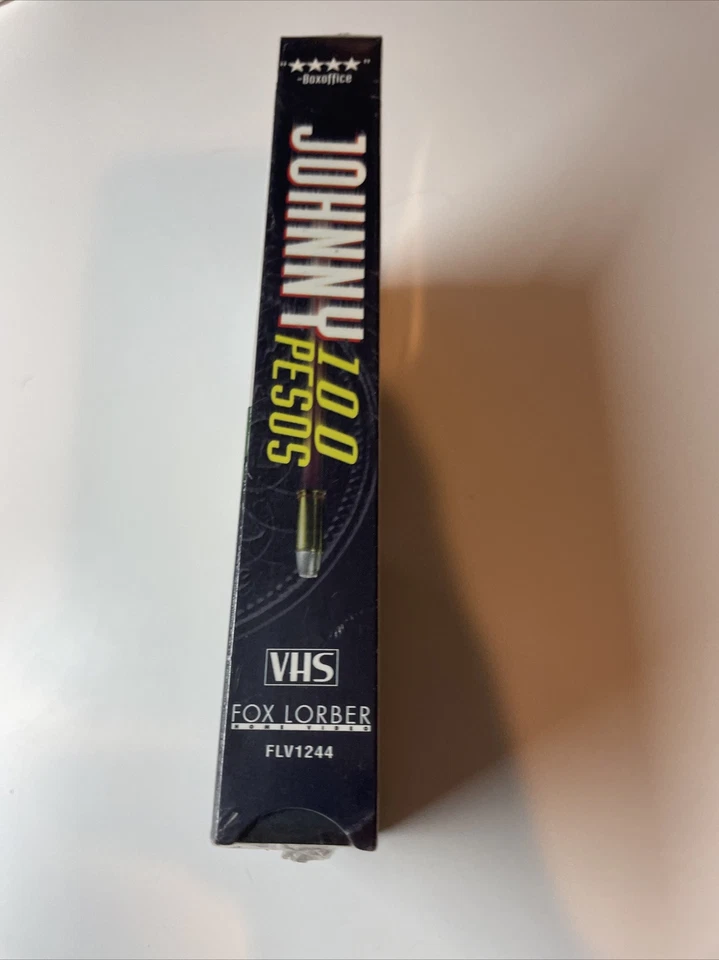 "★★★★"
-Boxoffice
JOHNNY
100
PESOS
VHS
FOX LORBER
HOME VIDEO
FLV1244